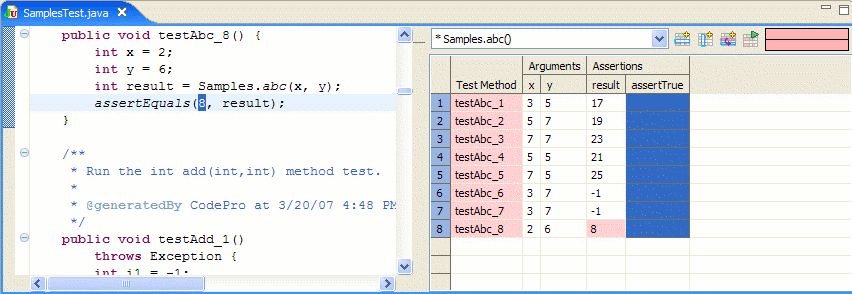 SamplesTest.java
public void testAbc_8() {
int x = 2;
int y = 6;
int result = Samples.abc(x, y);
assertEquals(8, result);
}
/**
* Run the int add(int,int) method test.
*
* @generatedBy CodePro at 3/20/07 4:48 PM
*/
public void testAdd_1()
throws Exception {
int i1 = -1;
* Samples.abc()
Arguments Assertions
Test Method x y result assertTrue
1 testAbc_1 3 5 17
2 testAbc_2 5 7 19
3 testAbc_3 7 7 23
4 testAbc_4 5 5 21
5 testAbc_5 7 5 25
6 testAbc_6 3 7 -1
7 testAbc_7 3 7 -1
8 testAbc_8 2 6 8